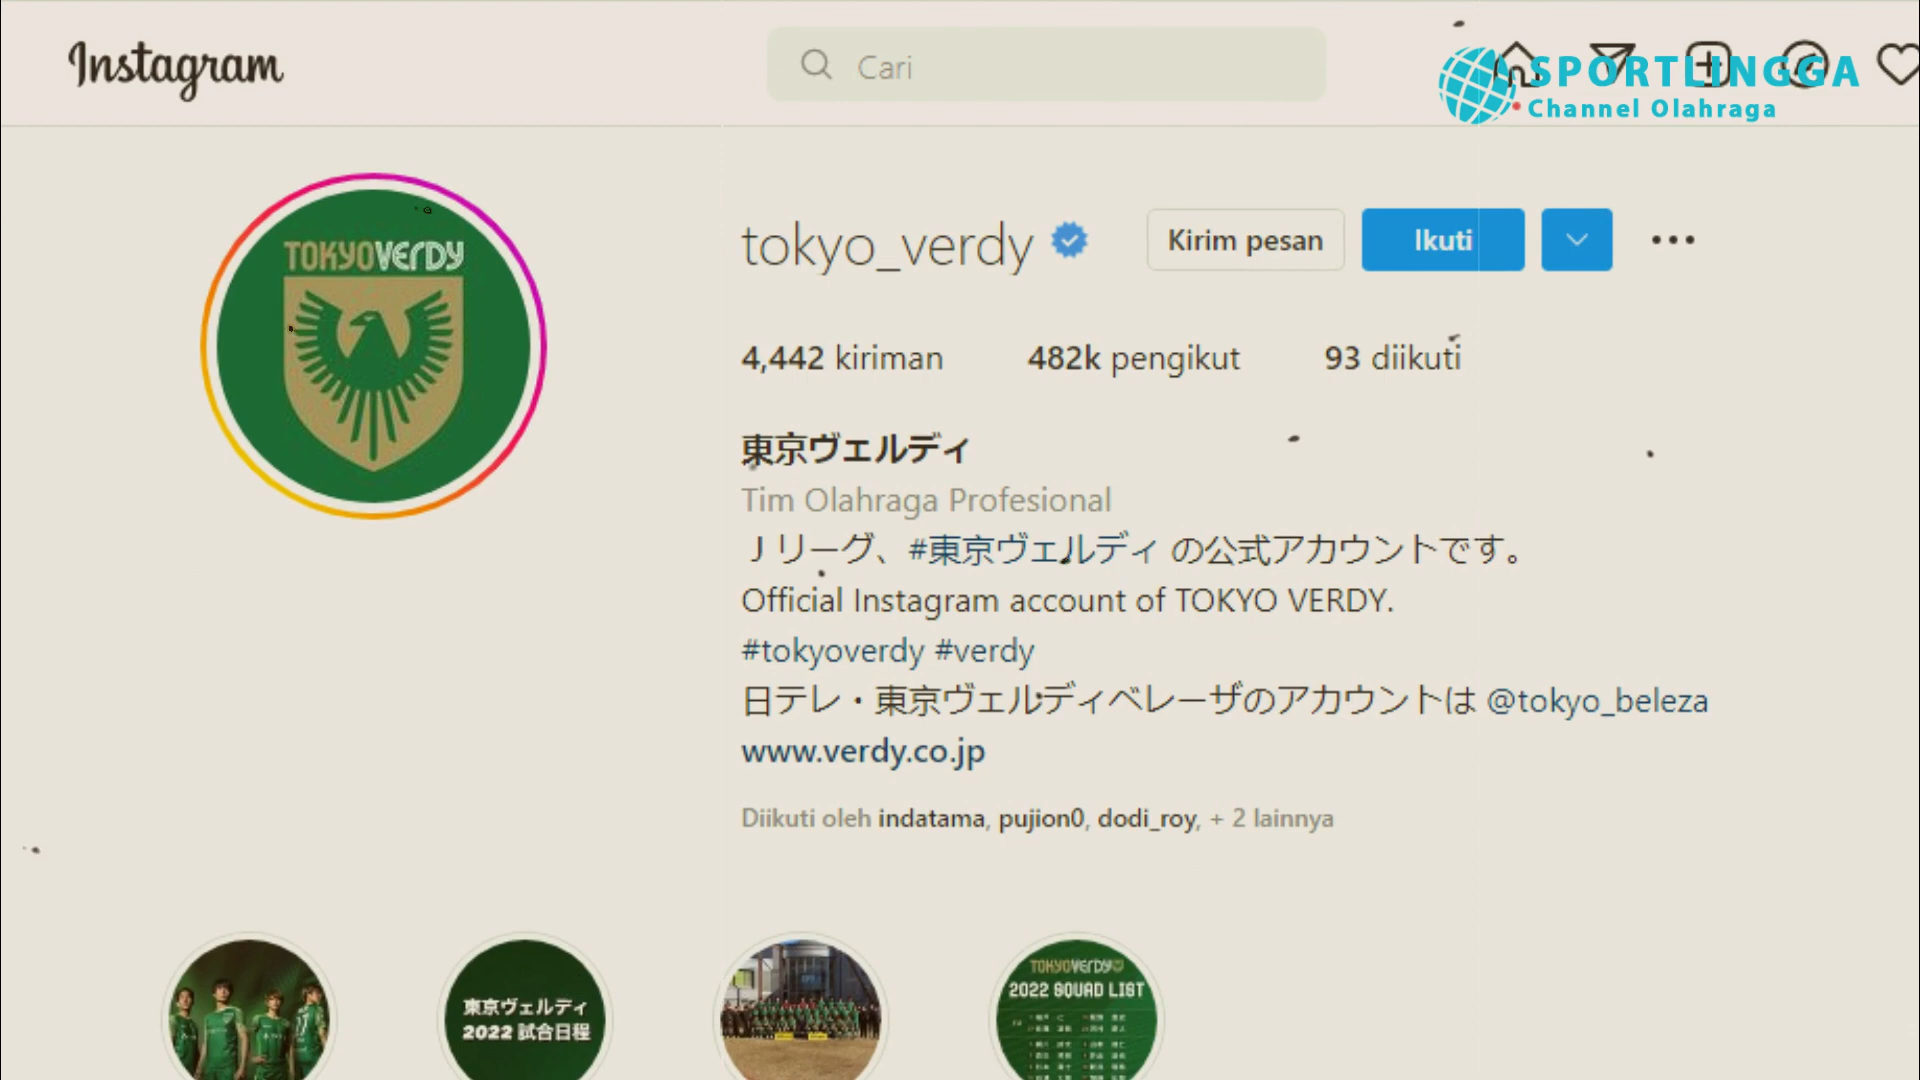 Instagram
Cari
SPORTLINGGA
Channel Olahraga
TOKYOVERDY
tokyo_verdy
Kirim pesan
Ikuti
4,442 kiriman
482k pengikut
93 diikuti
東京ヴェルディ
Tim Olahraga Profesional
Jリーグ、#東京ヴェルディ の公式アカウントです。
Official Instagram account of TOKYO VERDY.
#tokyoverdy #verdy
日テレ・東京ヴェルディベレーザのアカウントは @tokyo_beleza
www.verdy.co.jp
Diikuti oleh indatama, pujion0, dodi_roy, + 2 lainnya
東京ヴェルディ
2022 試合日程
TOKYOVERDY
2022 SQUAD LIST